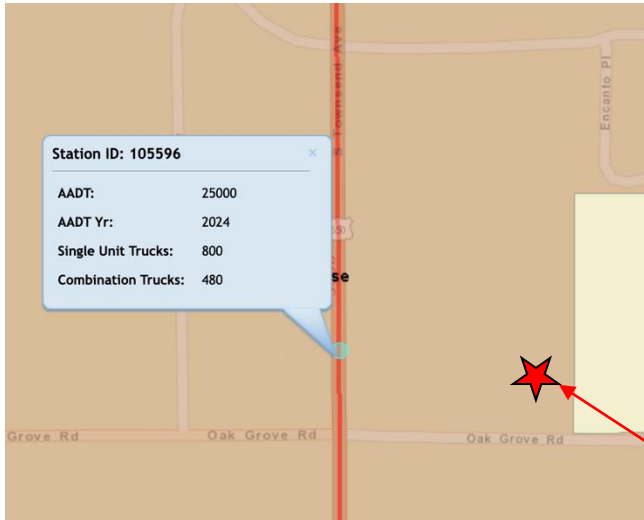 S Townsend Ave
Encanto Pl
Station ID: 105596
×
AADT: 25000
AADT Yr: 2024
Single Unit Trucks: 800
Combination Trucks: 480
550
se
Grove Rd
Oak Grove Rd
Oak Grove Rd